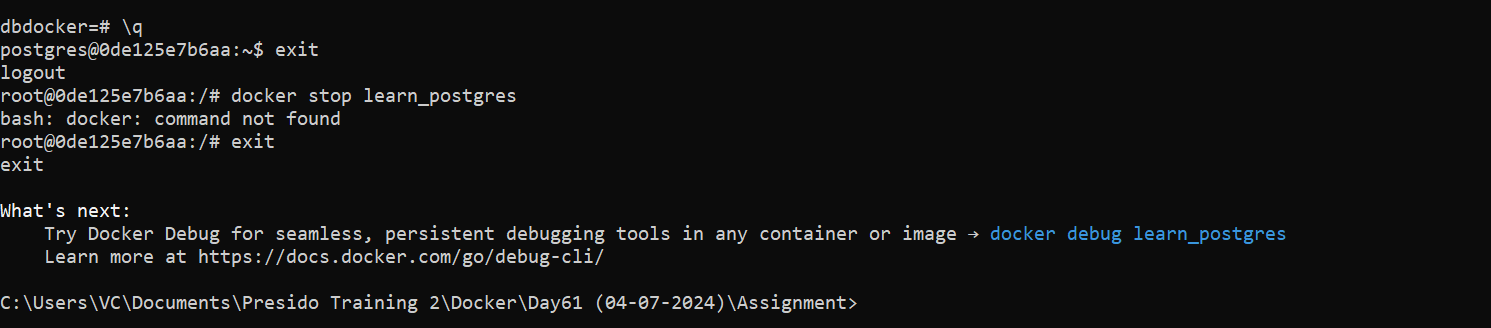 dbdocker=# \q
postgres@0de125e7b6aa:~$ exit
logout
root@0de125e7b6aa:/# docker stop learn_postgres
bash: docker: command not found
root@0de125e7b6aa:/# exit
exit
What's next:
Try Docker Debug for seamless, persistent debugging tools in any container or image → docker debug learn_postgres
Learn more at https://docs.docker.com/go/debug-cli/
C:\Users\VC\Documents\Presido Training 2\Docker\Day61 (04-07-2024)\Assignment>